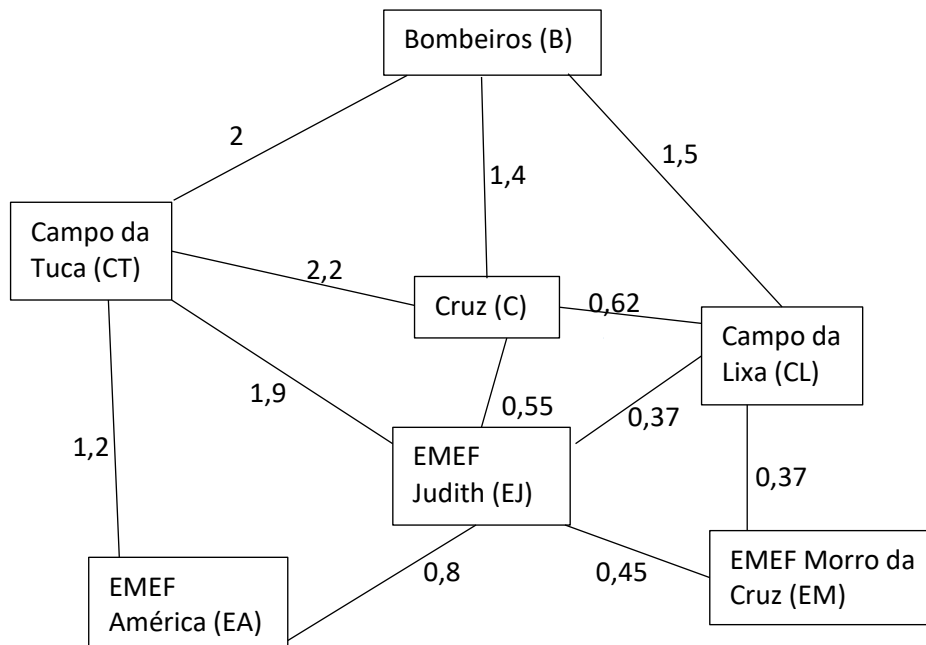 Bombeiros (B)
2
1,4
1,5
Campo da
Tuca (CT)
2,2
Cruz (C)
0,62
Campo da
Lixa (CL)
1,9
0,55
0,37
1,2
EMEF
Judith (EJ)
0,37
EMEF
América (EA)
0,8
0,45
EMEF Morro da
Cruz (EM)